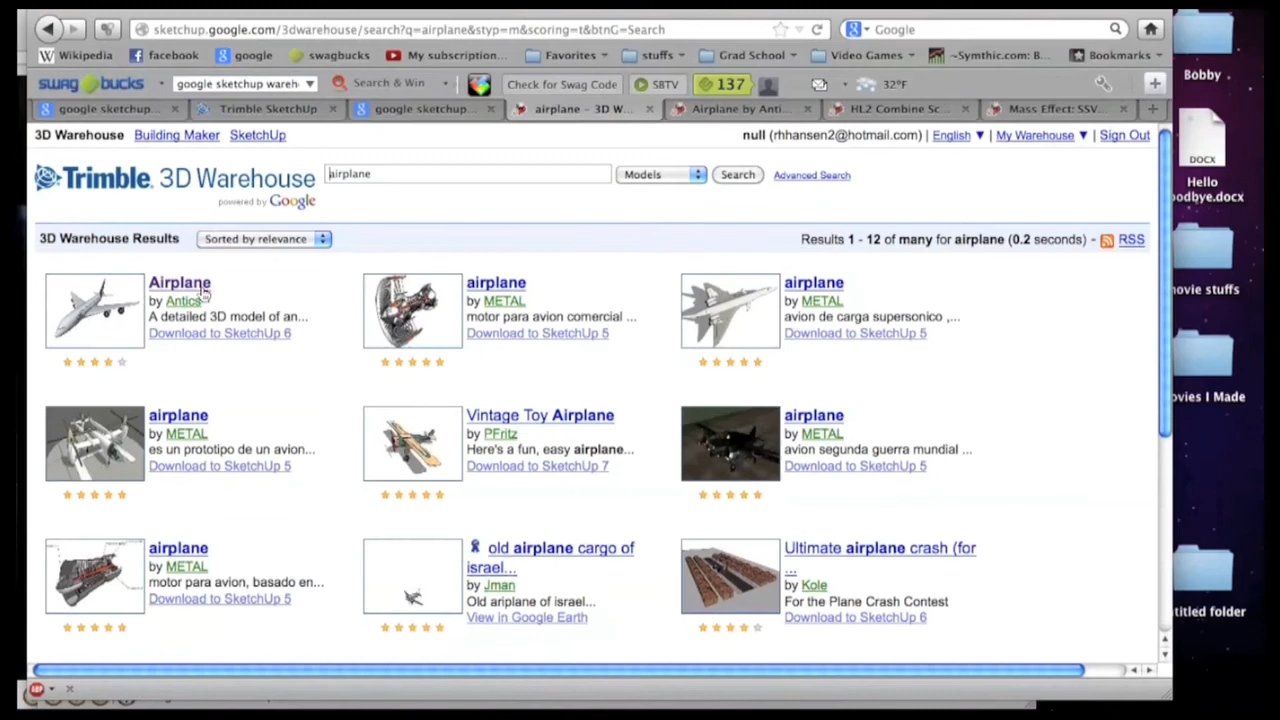 sketchup.google.com/3dwarehouse/search?q=airplane&styp=m&scoring=t&btnG=Search
Google
Wikipedia facebook google swagbucks My subscription... Favorites stuffs Grad School Video Games ~Symthic.com: B... Bookmarks
swag bucks google sketchup wareh Search & Win Check for Swag Code SBTV 137 32°F
google sketchup... Trimble SketchUp google sketchup... airplane - 3D W... Airplane by Anti... HL2 Combine Sc... Mass Effect: SSV...
3D Warehouse Building Maker SketchUp null (rhhansen2@hotmail.com) | English | My Warehouse | Sign Out
Trimble. 3D Warehouse
powered by Google
airplane Models Search Advanced Search
3D Warehouse Results Sorted by relevance Results 1 - 12 of many for airplane (0.2 seconds) - RSS
Airplane
by Antics
A detailed 3D model of an...
Download to SketchUp 6
airplane
by METAL
motor para avion comercial ...
Download to SketchUp 5
airplane
by METAL
avion de carga supersonico ,...
Download to SketchUp 5
airplane
by METAL
es un prototipo de un avion...
Download to SketchUp 5
Vintage Toy Airplane
by PFritz
Here's a fun, easy airplane...
Download to SketchUp 7
airplane
by METAL
avion segunda guerra mundial ...
Download to SketchUp 5
airplane
by METAL
motor para avion, basado en...
Download to SketchUp 5
old airplane cargo of
israel...
by Jman
Old ariplane of israel...
View in Google Earth
Ultimate airplane crash (for
...
by Kole
For the Plane Crash Contest
Download to SketchUp 6
Bobby
DOCX
Hello
oodbye.docx
ovie stuffs
ovies I Made
titled folder
ABP